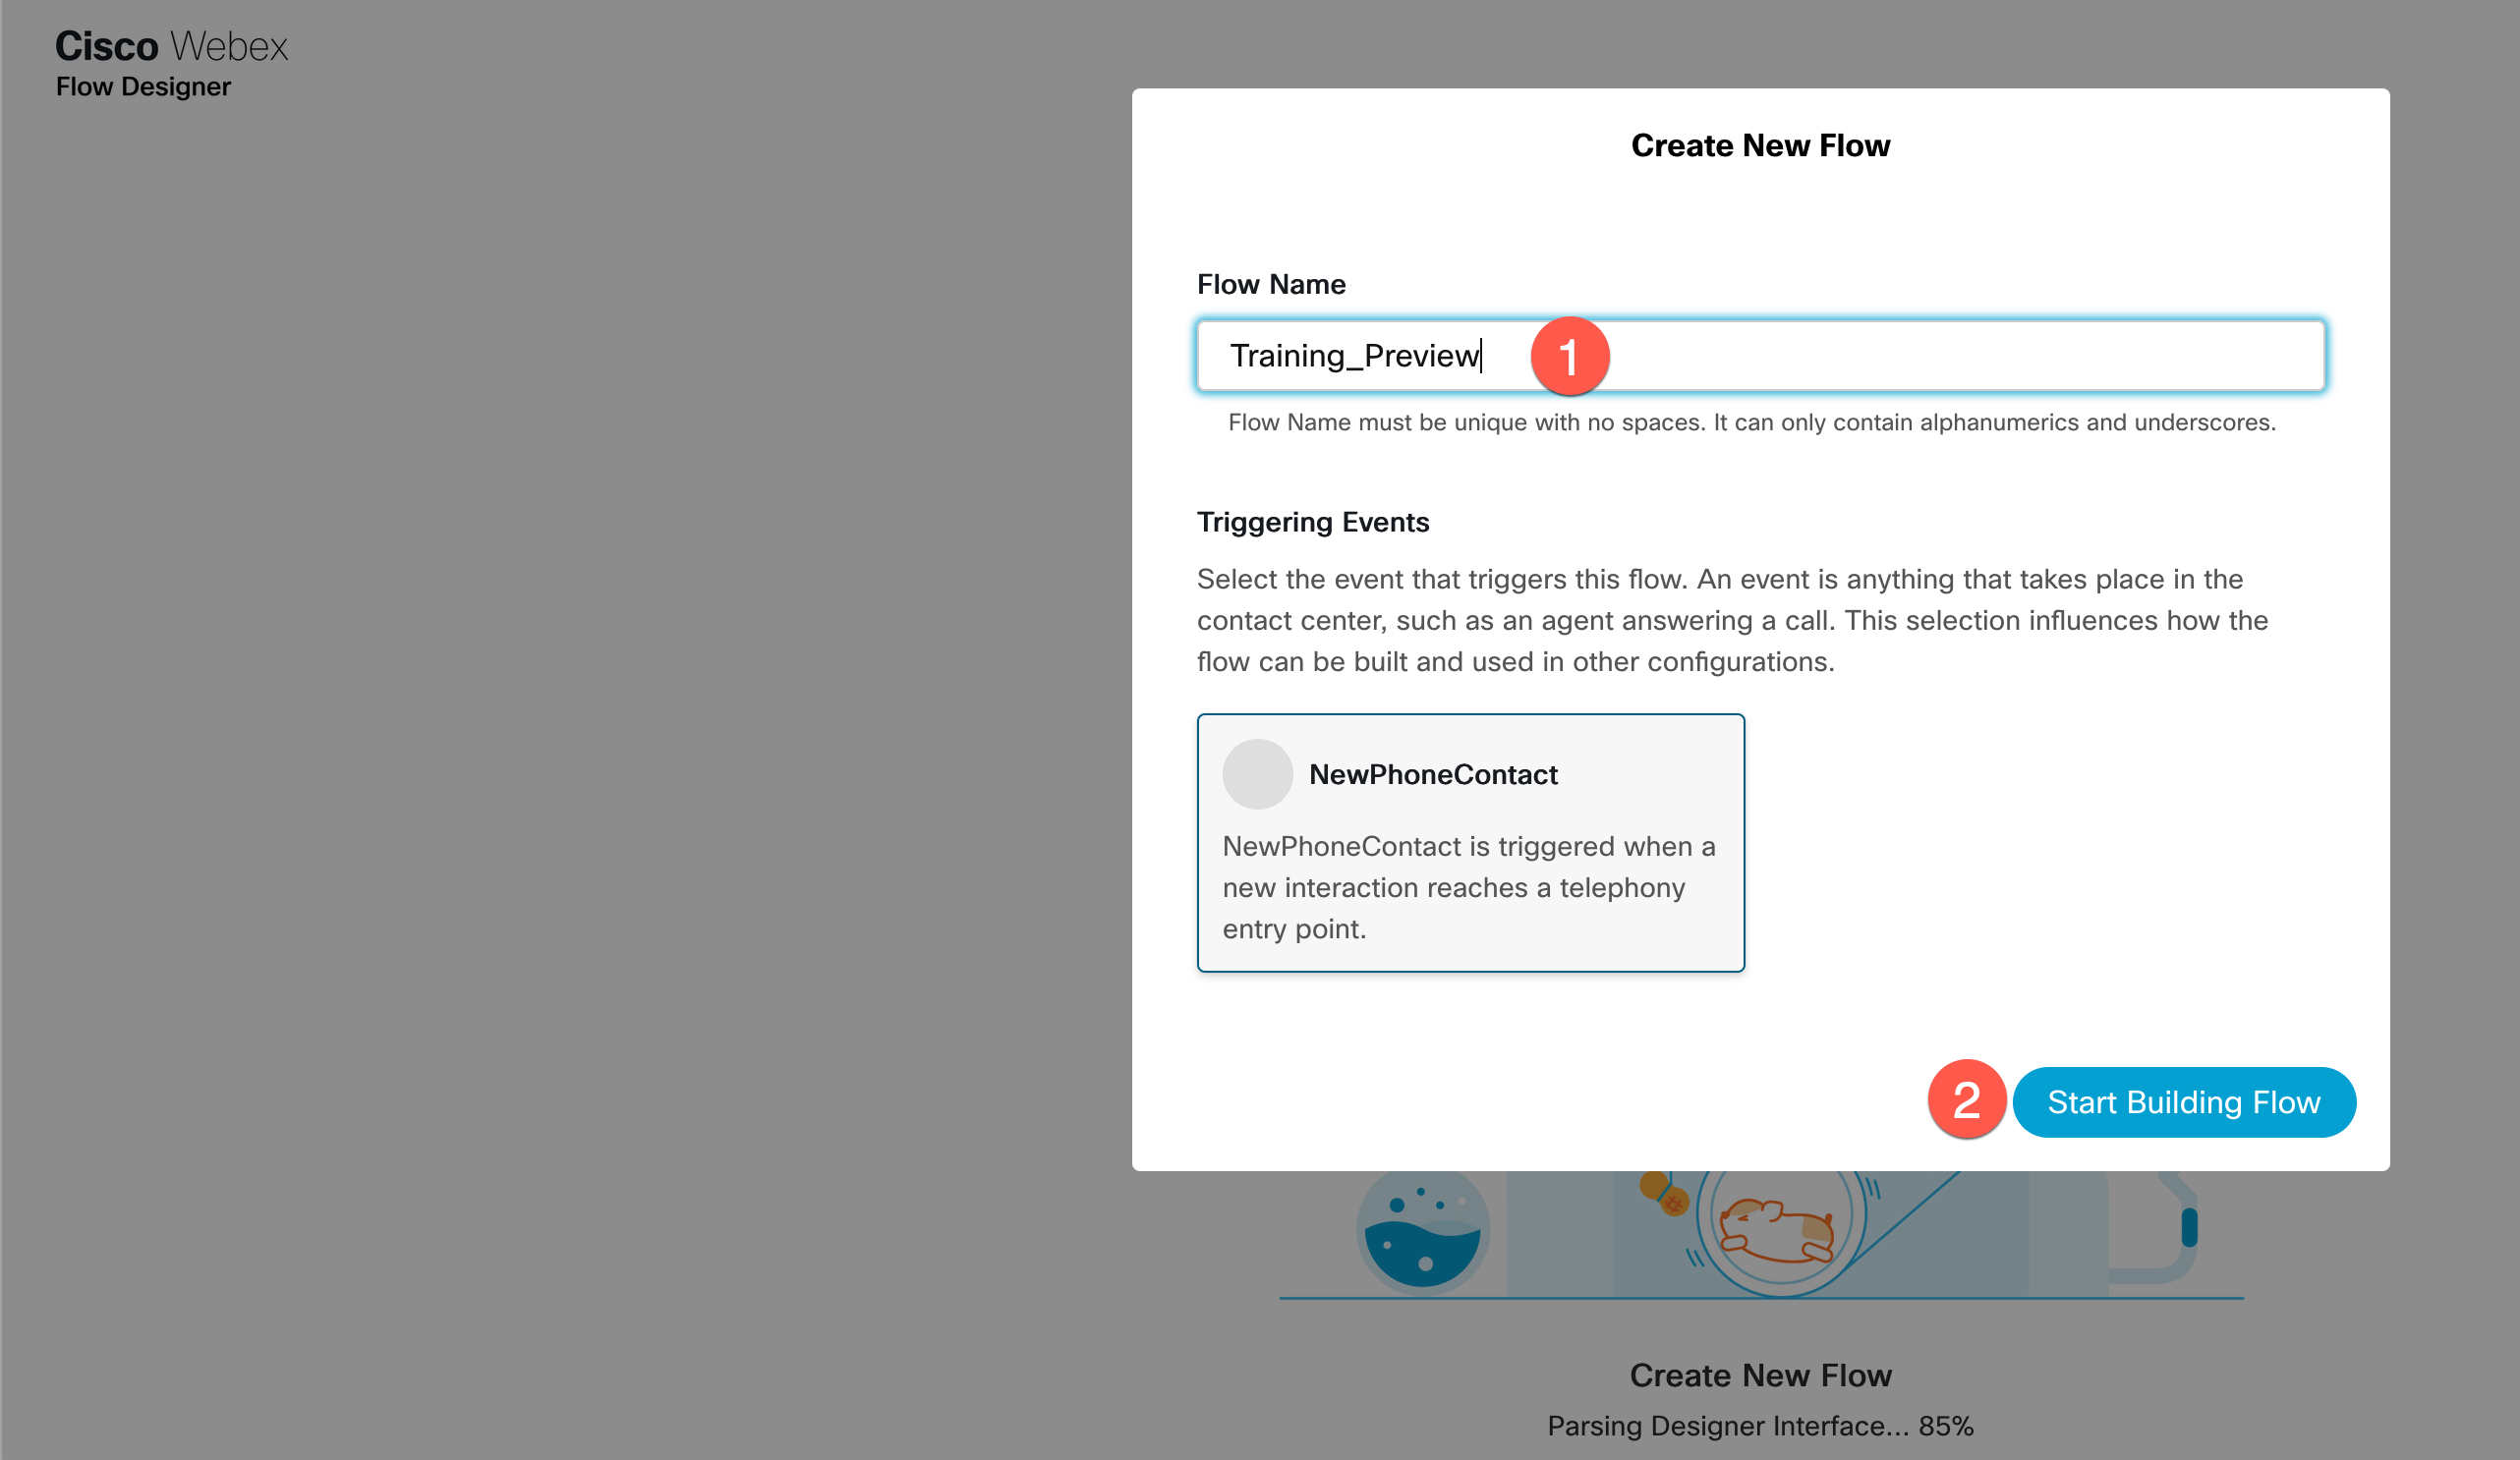 Cisco Webex
Flow Designer
Create New Flow
Flow Name
Training_Preview
1
Flow Name must be unique with no spaces. It can only contain alphanumerics and underscores.
Triggering Events
Select the event that triggers this flow. An event is anything that takes place in the
contact center, such as an agent answering a call. This selection influences how the
flow can be built and used in other configurations.
NewPhoneContact
NewPhoneContact is triggered when a
new interaction reaches a telephony
entry point.
2
Start Building Flow
Create New Flow
Parsing Designer Interface... 85%